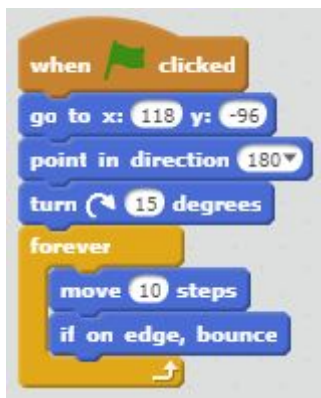 when clicked
go to x: 118 y: -96
point in direction 180
turn 15 degrees
forever
move 10 steps
if on edge, bounce